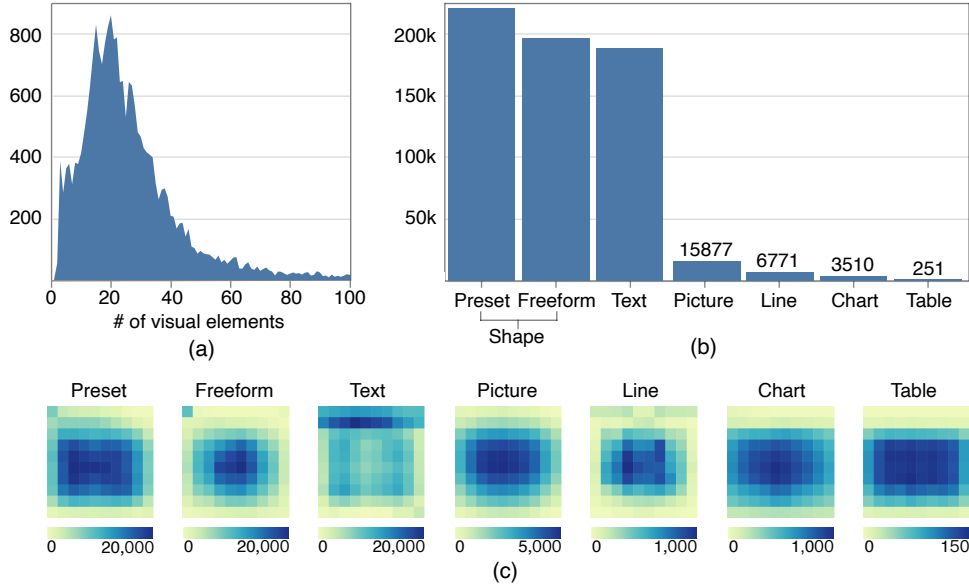 800
600
400
200
0 20 40 60 80 100
# of visual elements
(a)
200k
150k
100k
50k
15877 6771 3510 251
Preset Freeform Text Picture Line Chart Table
Shape
(b)
Preset Freeform Text Picture Line Chart Table
0 20,000 0 20,000 0 20,000 0 5,000 0 1,000 0 1,000 0 150
(c)